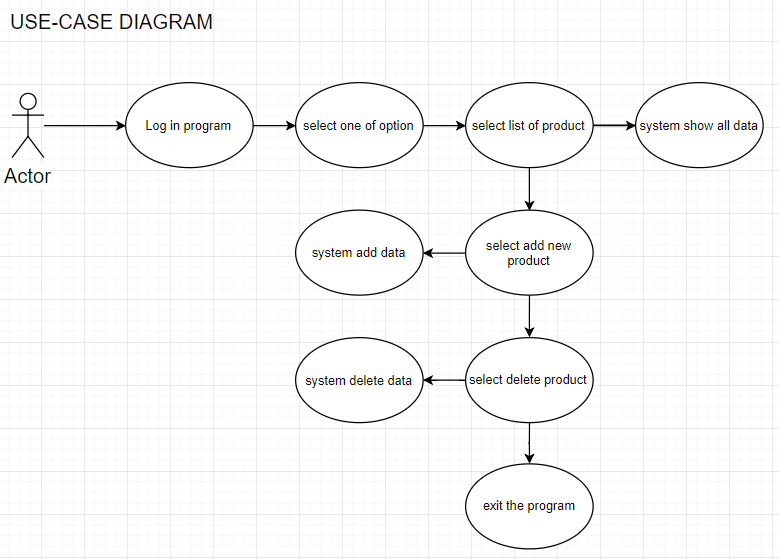 USE-CASE DIAGRAM
Log in program
select one of option
select list of product
system show all data
Actor
system add data
select add new
product
system delete data
select delete product
exit the program